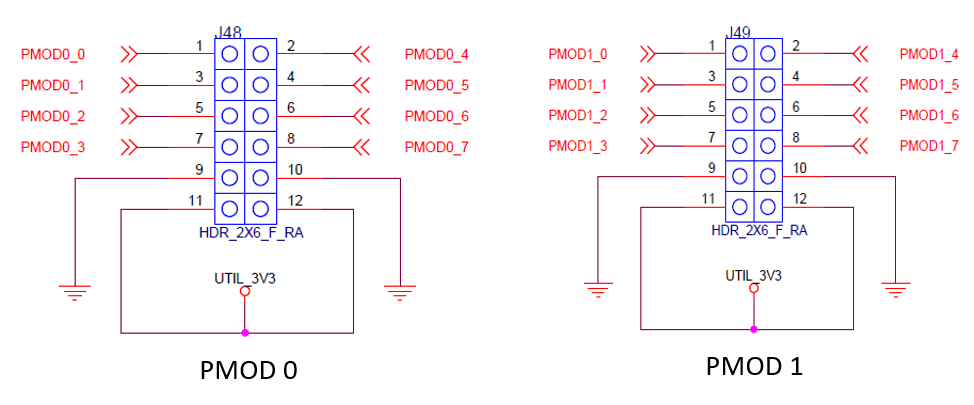 J48
PMOD0_0 1 2 PMOD0_4
PMOD0_1 3 4 PMOD0_5
PMOD0_2 5 6 PMOD0_6
PMOD0_3 7 8 PMOD0_7
9 10
11 12
HDR_2X6_F_RA
UTIL_3V3
PMOD 0
J49
PMOD1_0 1 2 PMOD1_4
PMOD1_1 3 4 PMOD1_5
PMOD1_2 5 6 PMOD1_6
PMOD1_3 7 8 PMOD1_7
9 10
11 12
HDR_2X6_F_RA
UTIL_3V3
PMOD 1